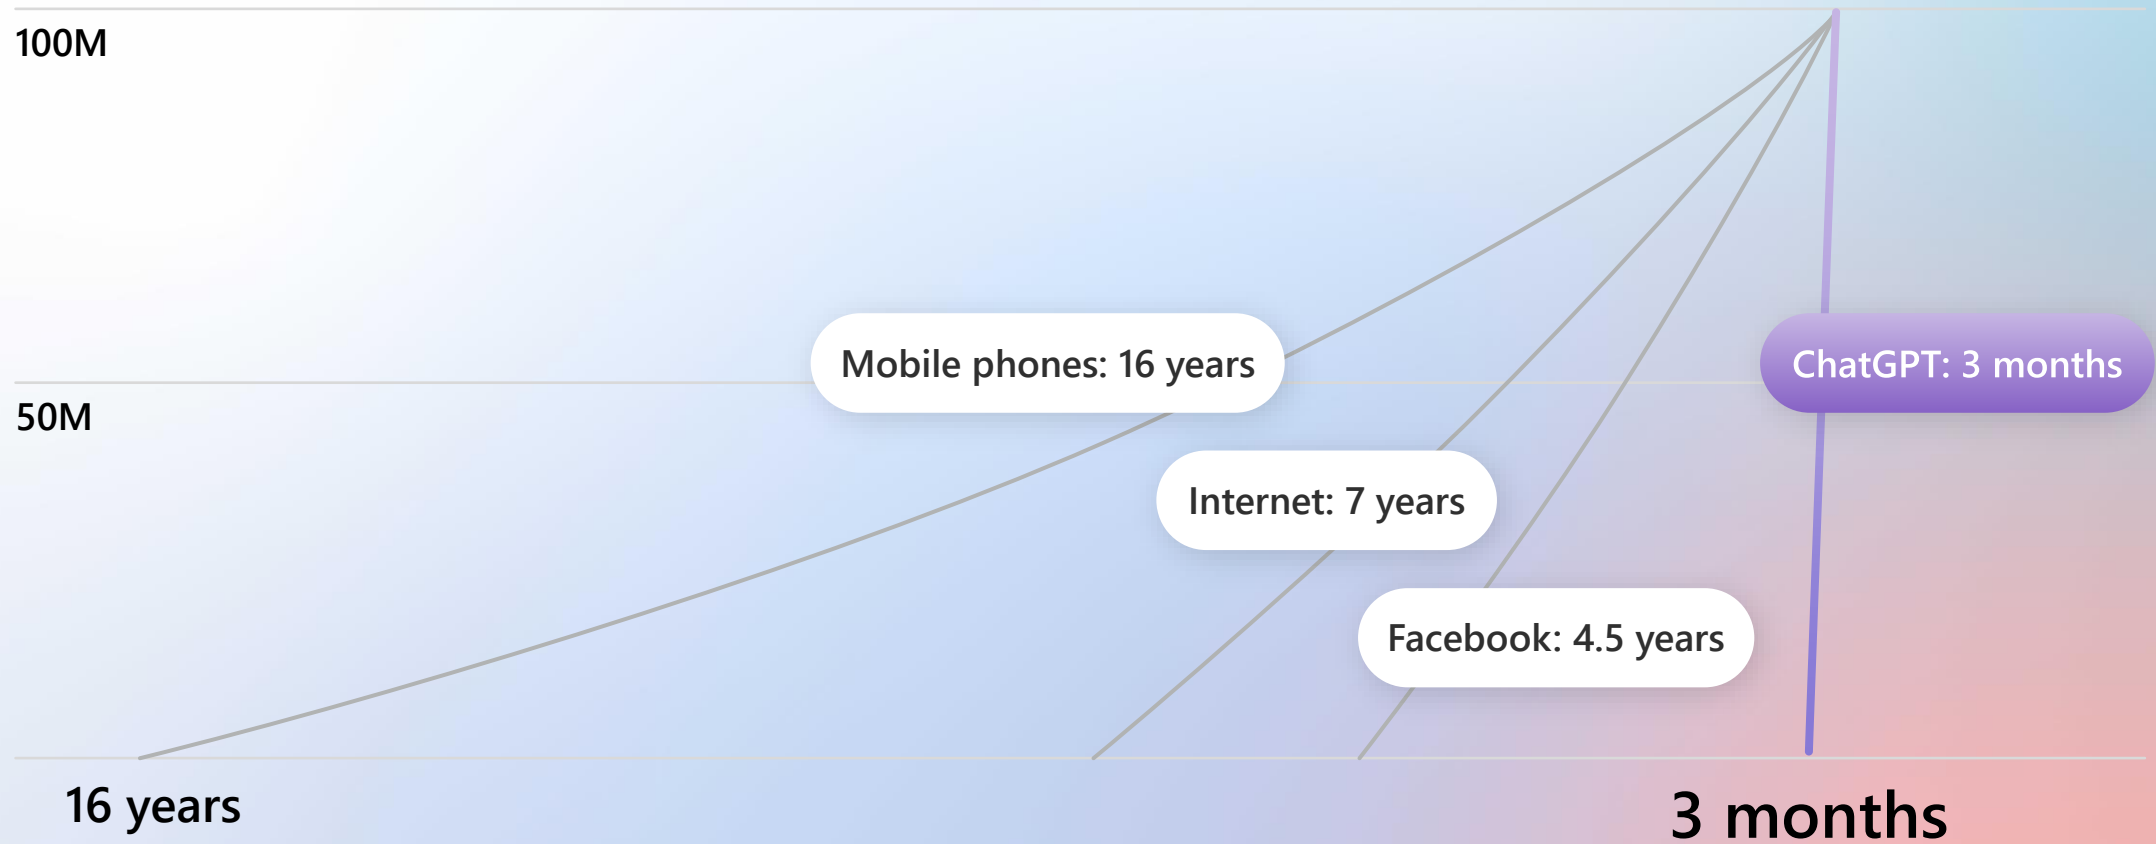 100M
Mobile phones: 16 years
ChatGPT: 3 months
50M
Internet: 7 years
Facebook: 4.5 years
16 years
3 months